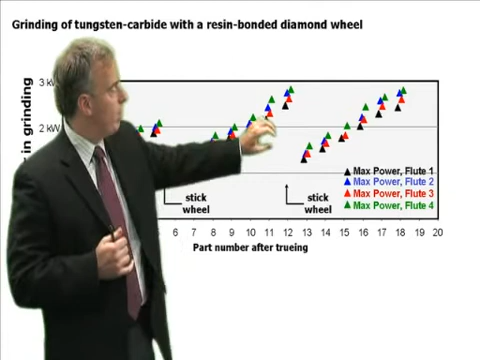 Grinding of tungsten-carbide with a resin-bonded diamond wheel
3 kW
2 kW
in grinding
Max Power, Flute 1
Max Power, Flute 2
Max Power, Flute 3
Max Power, Flute 4
stick
wheel
stick
wheel
6 7 8 9 10 11 12 13 14 15 16 17 18 19 20
Part number after trueing